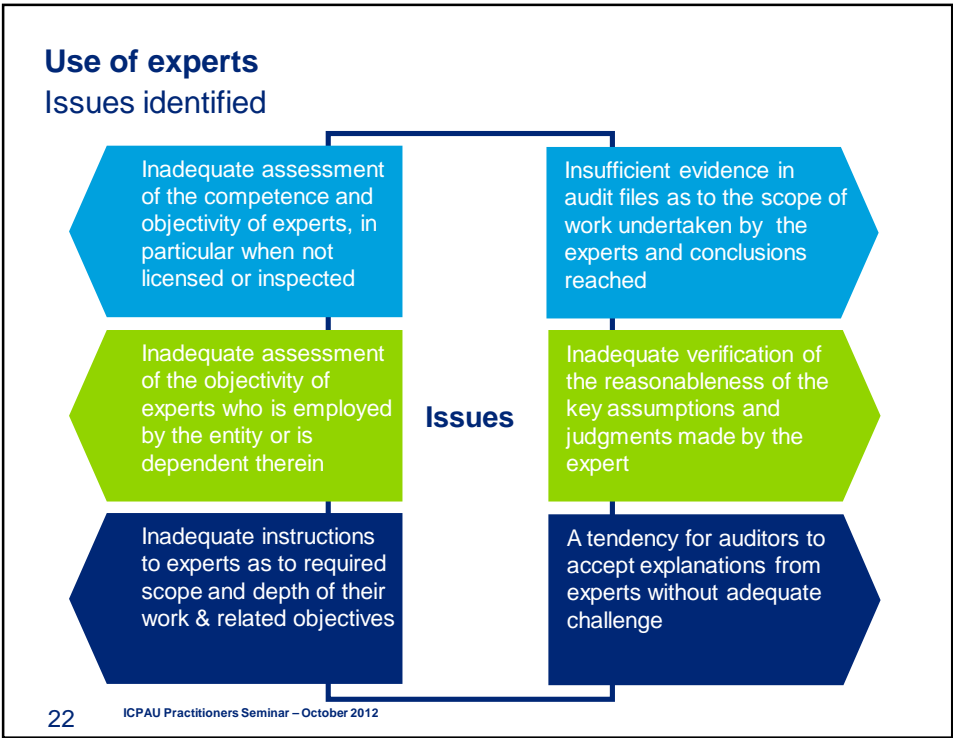 Use of experts
Issues identified
Inadequate assessment
of the competence and
objectivity of experts, in
particular when not
licensed or inspected
Inadequate assessment
of the objectivity of
experts who is employed
by the entity or is
dependent therein
Inadequate instructions
to experts as to required
scope and depth of their
work & related objectives
Issues
Insufficient evidence in
audit files as to the scope of
work undertaken by the
experts and conclusions
reached
Inadequate verification of
the reasonableness of the
key assumptions and
judgments made by the
expert
A tendency for auditors to
accept explanations from
experts without adequate
challenge
22
ICPAU Practitioners Seminar – October 2012